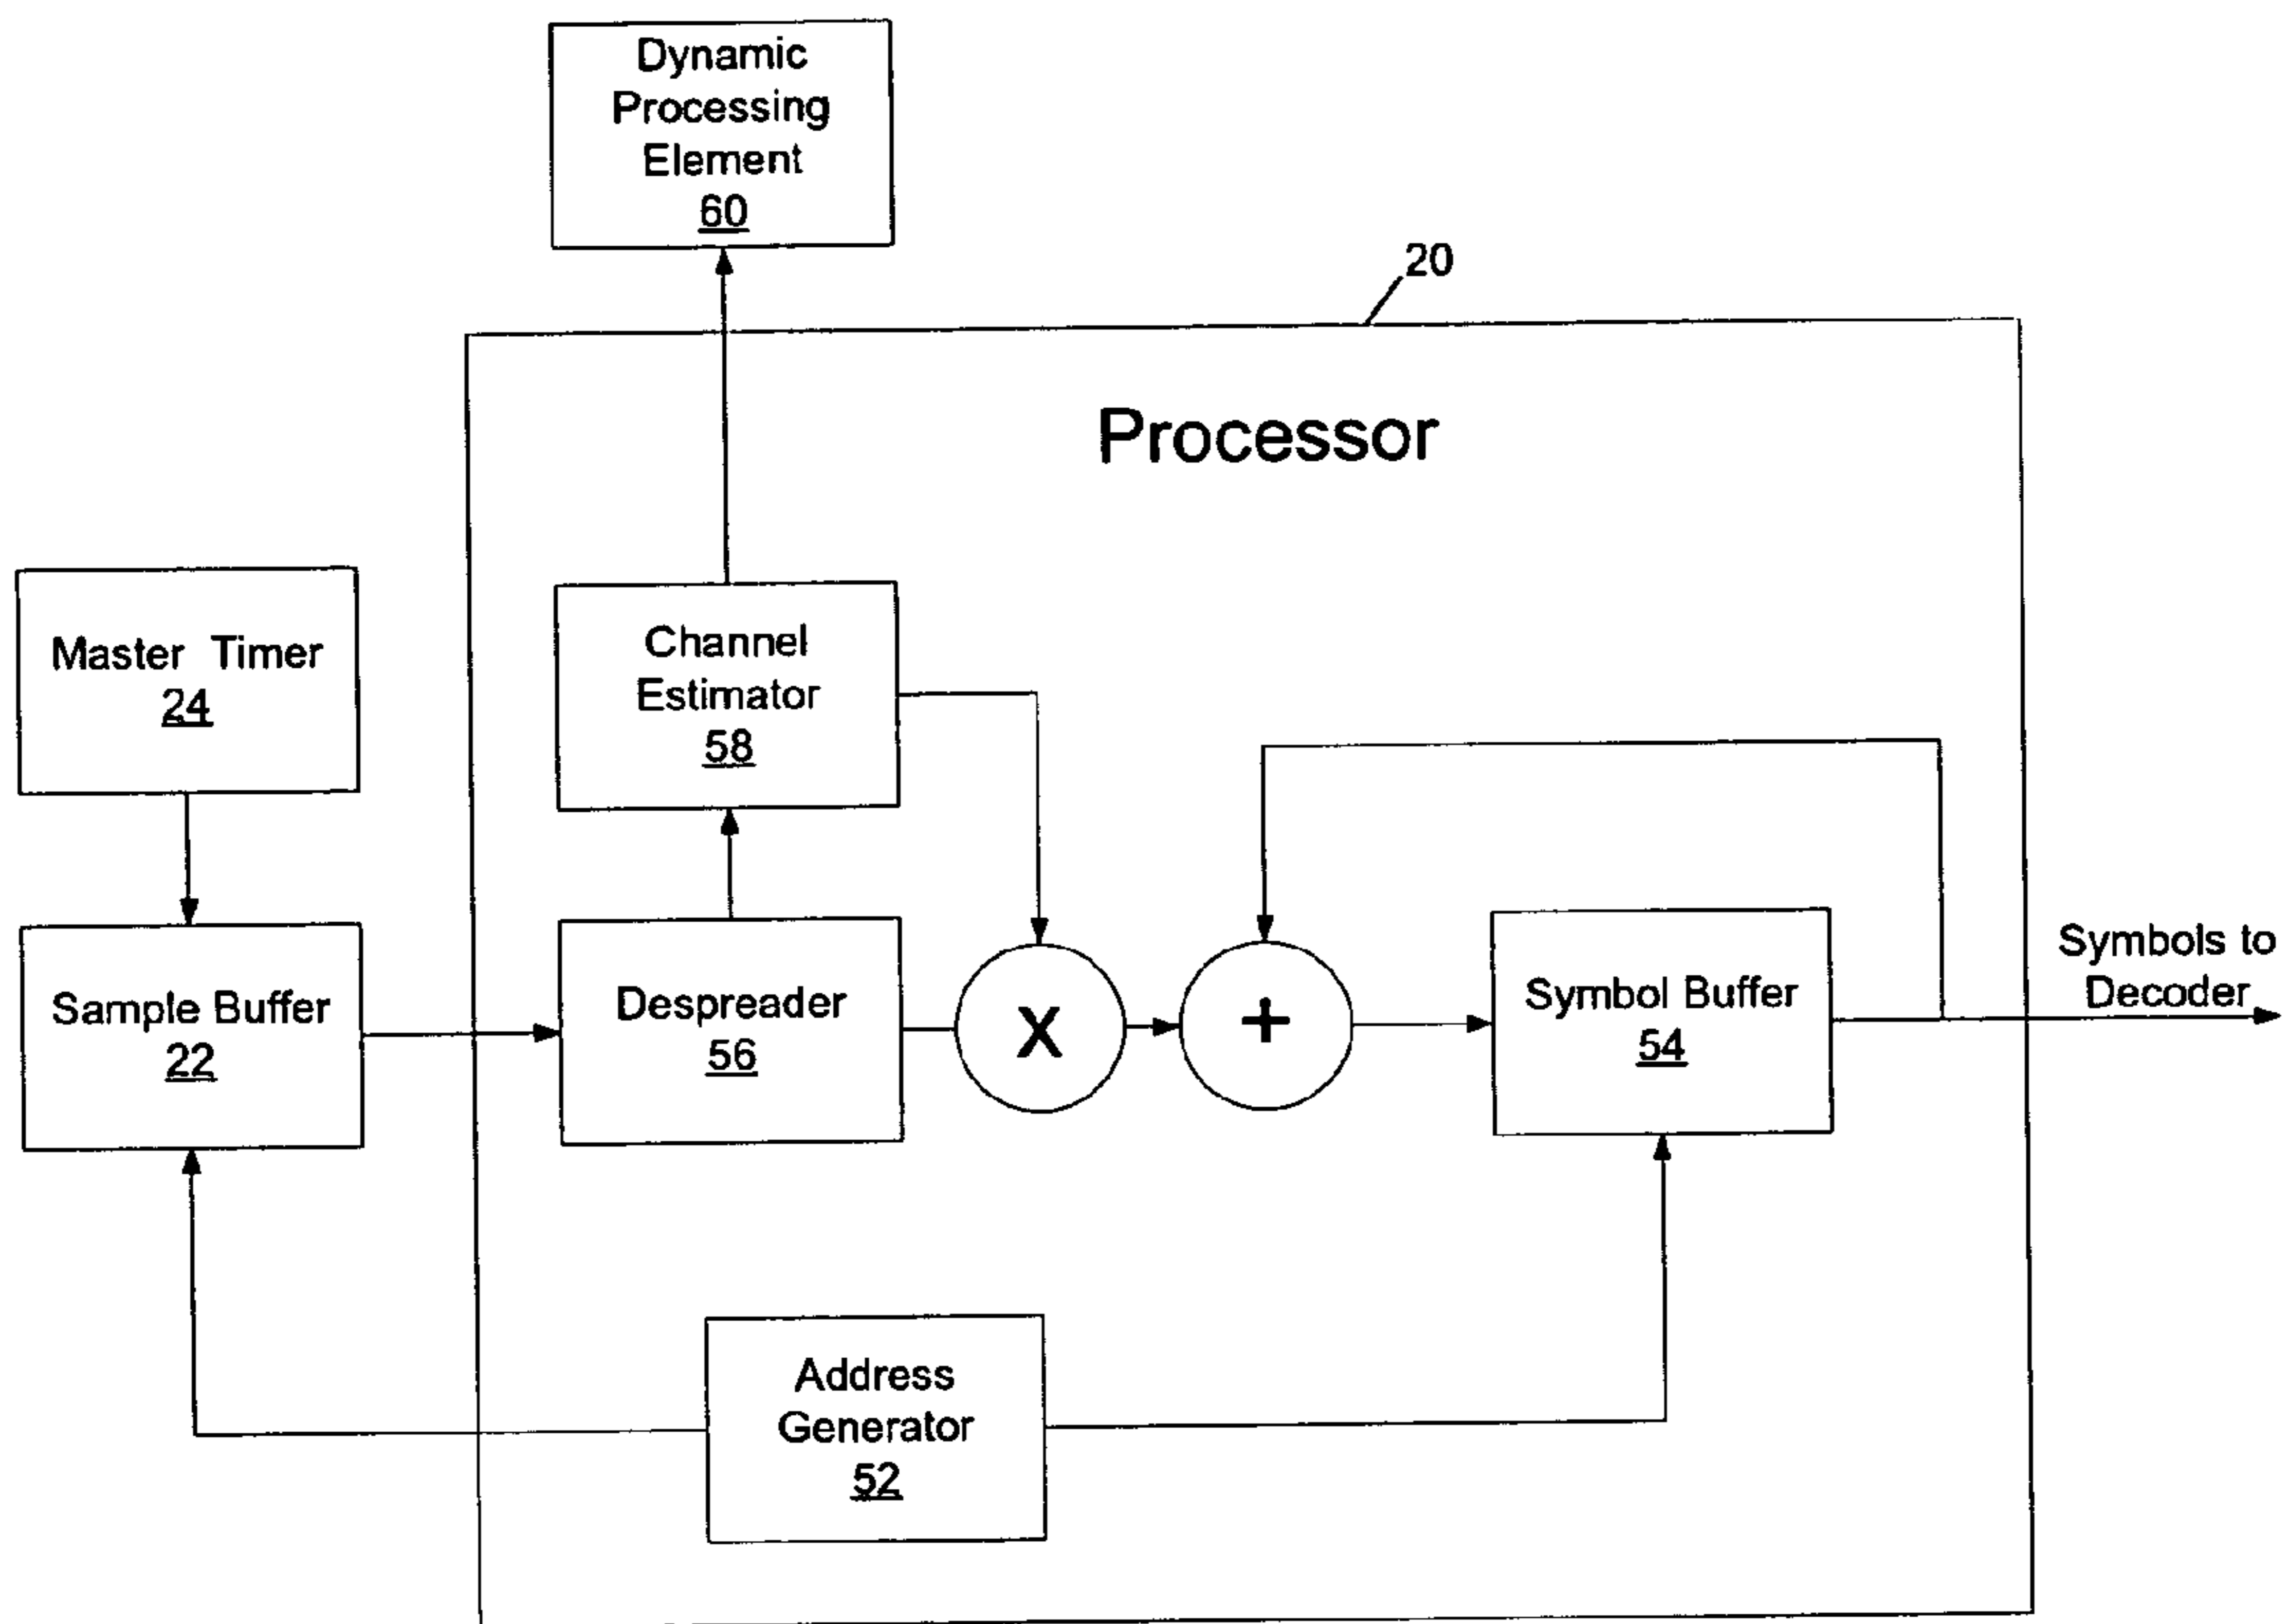 Dynamic
Processing
Element
60
20
Processor
Master Timer
24
Channel
Estimator
58
Sample Buffer
22
Despreader
56
X
+
Symbol Buffer
54
Symbols to
Decoder
Address
Generator
52